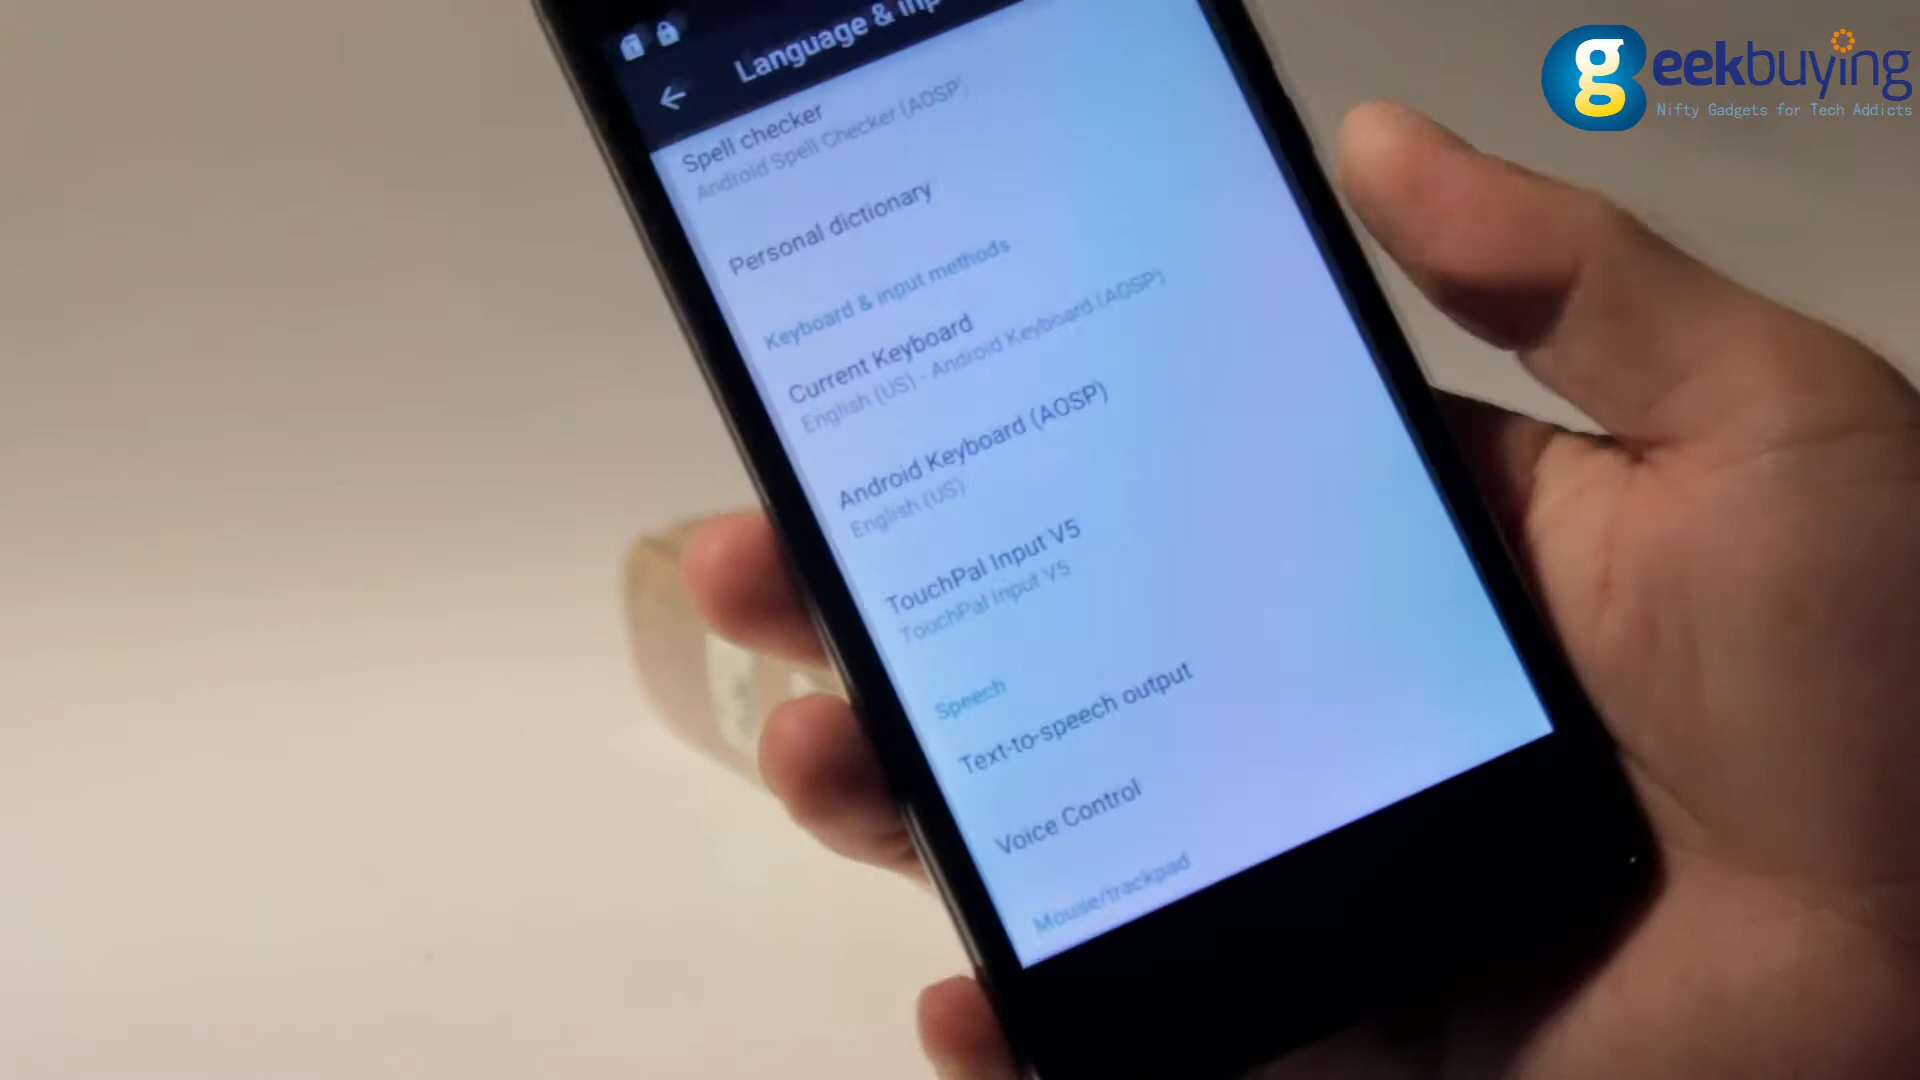 geekbuying
Nifty Gadgets for Tech Addicts
Language &
Spell checker
Android Spell Checker (AOSP)
Personal dictionary
Keyboard & input methods
Current Keyboard
English (US) - Android Keyboard (AOSP)
Android Keyboard (AOSP)
English (US)
TouchPal Input V5
TouchPal Input V5
Speech
Text-to-speech output
Voice Control
Mouse/trackpad